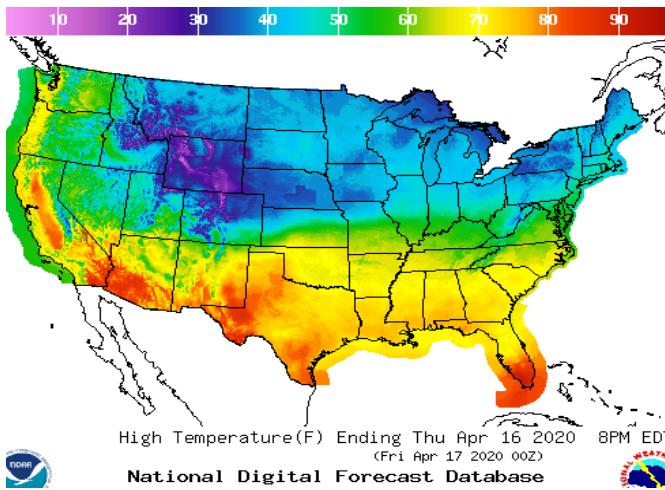 10 20 30 40 50 60 70 80 90
High Temperature(F) Ending Thu Apr 16 2020 8PM EDT
(Fri Apr 17 2020 00Z)
National Digital Forecast Database
NOAA